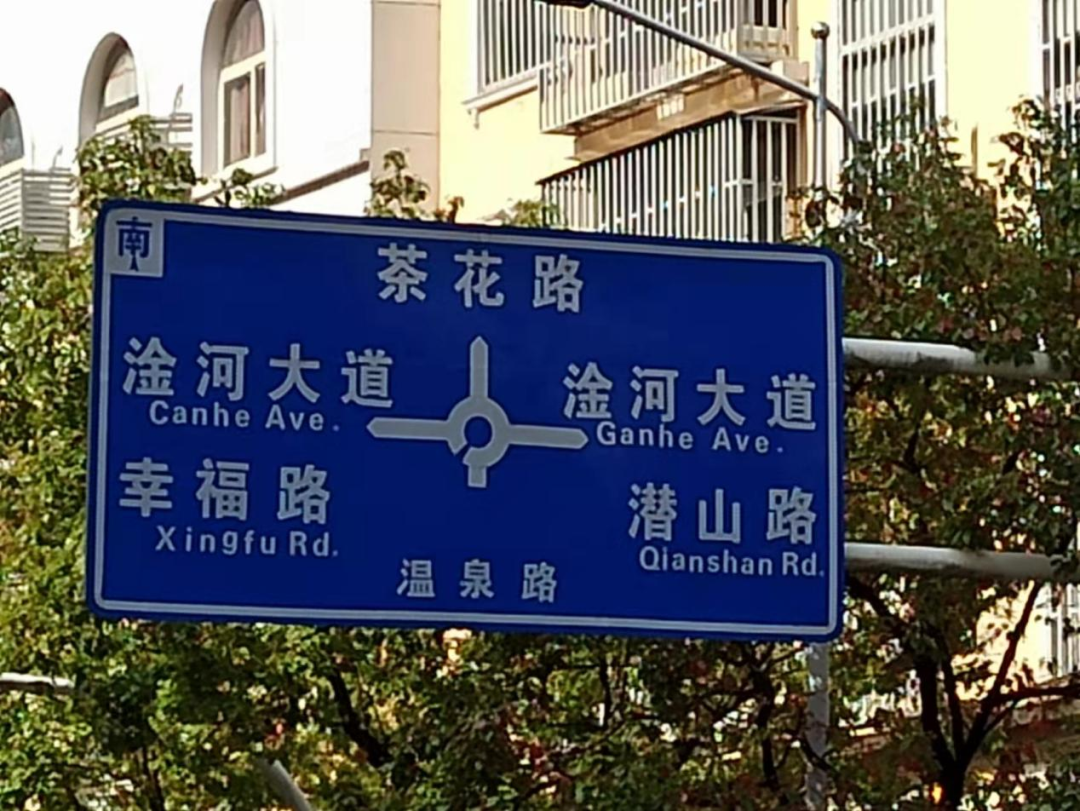 南
茶花路
淦河大道
Canhe Ave.
淦河大道
Ganhe Ave.
幸福路
Xingfu Rd.
潜山路
Qianshan Rd.
温泉路